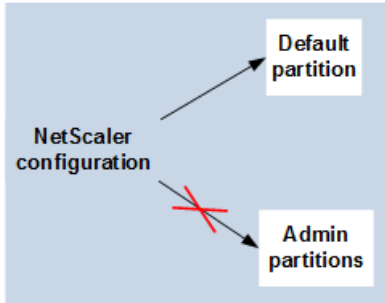 Default
partition
NetScaler
configuration
Admin
partitions